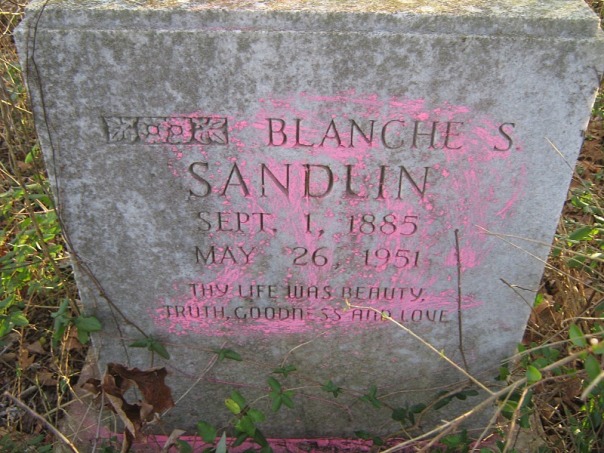 BLANCHE S.
SANDLIN
SEPT. 1, 1885
MAY 26, 1951
THY LIFE WAS BEAUTY,
TRUTH, GOODNESS AND LOVE